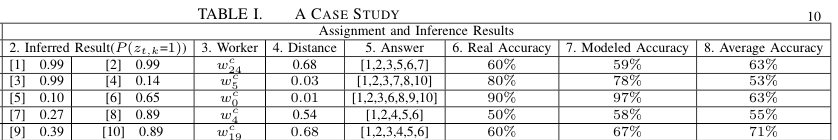 TABLE I. A CASE STUDY
10
Assignment and Inference Results
2. Inferred Result(P(z_{t,k}=1)) 3. Worker 4. Distance 5. Answer 6. Real Accuracy 7. Modeled Accuracy 8. Average Accuracy
[1] 0.99 [2] 0.99 w^c_{24} 0.68 [1,2,3,5,6,7] 60% 59% 63%
[3] 0.99 [4] 0.14 w^c_5 0.03 [1,2,3,7,8,10] 80% 78% 53%
[5] 0.10 [6] 0.65 w^c_0 0.01 [1,2,3,6,8,9,10] 90% 97% 63%
[7] 0.27 [8] 0.89 w^c_4 0.54 [1,2,4,5,6] 50% 58% 55%
[9] 0.39 [10] 0.89 w^c_{19} 0.68 [1,2,3,4,5,6] 60% 67% 71%